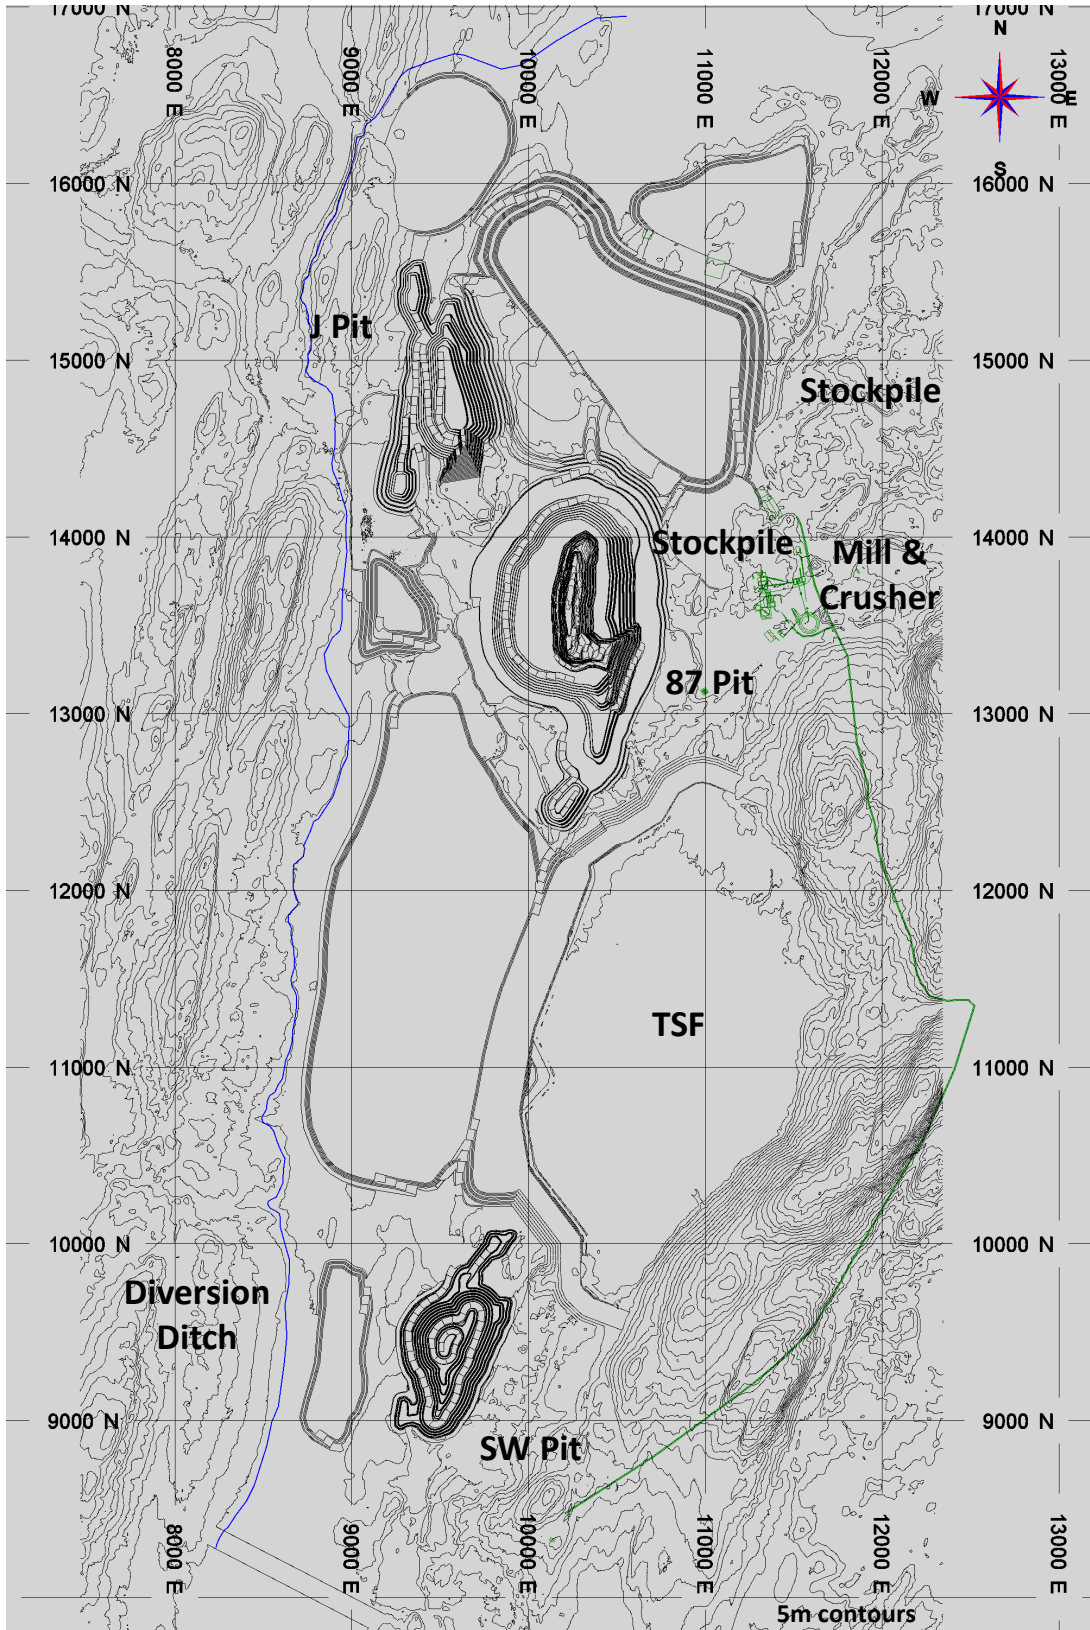 17000 N
17000 N
N
8000 E
9000 E
10000 E
11000 E
12000 E
13000 E
W
E
S
16000 N
16000 N
J Pit
15000 N
15000 N
Stockpile
14000 N
14000 N
Stockpile
Mill &
Crusher
87 Pit
13000 N
13000 N
12000 N
12000 N
TSF
11000 N
11000 N
10000 N
10000 N
Diversion
Ditch
9000 N
9000 N
SW Pit
8000 E
9000 E
10000 E
11000 E
12000 E
13000 E
5m contours